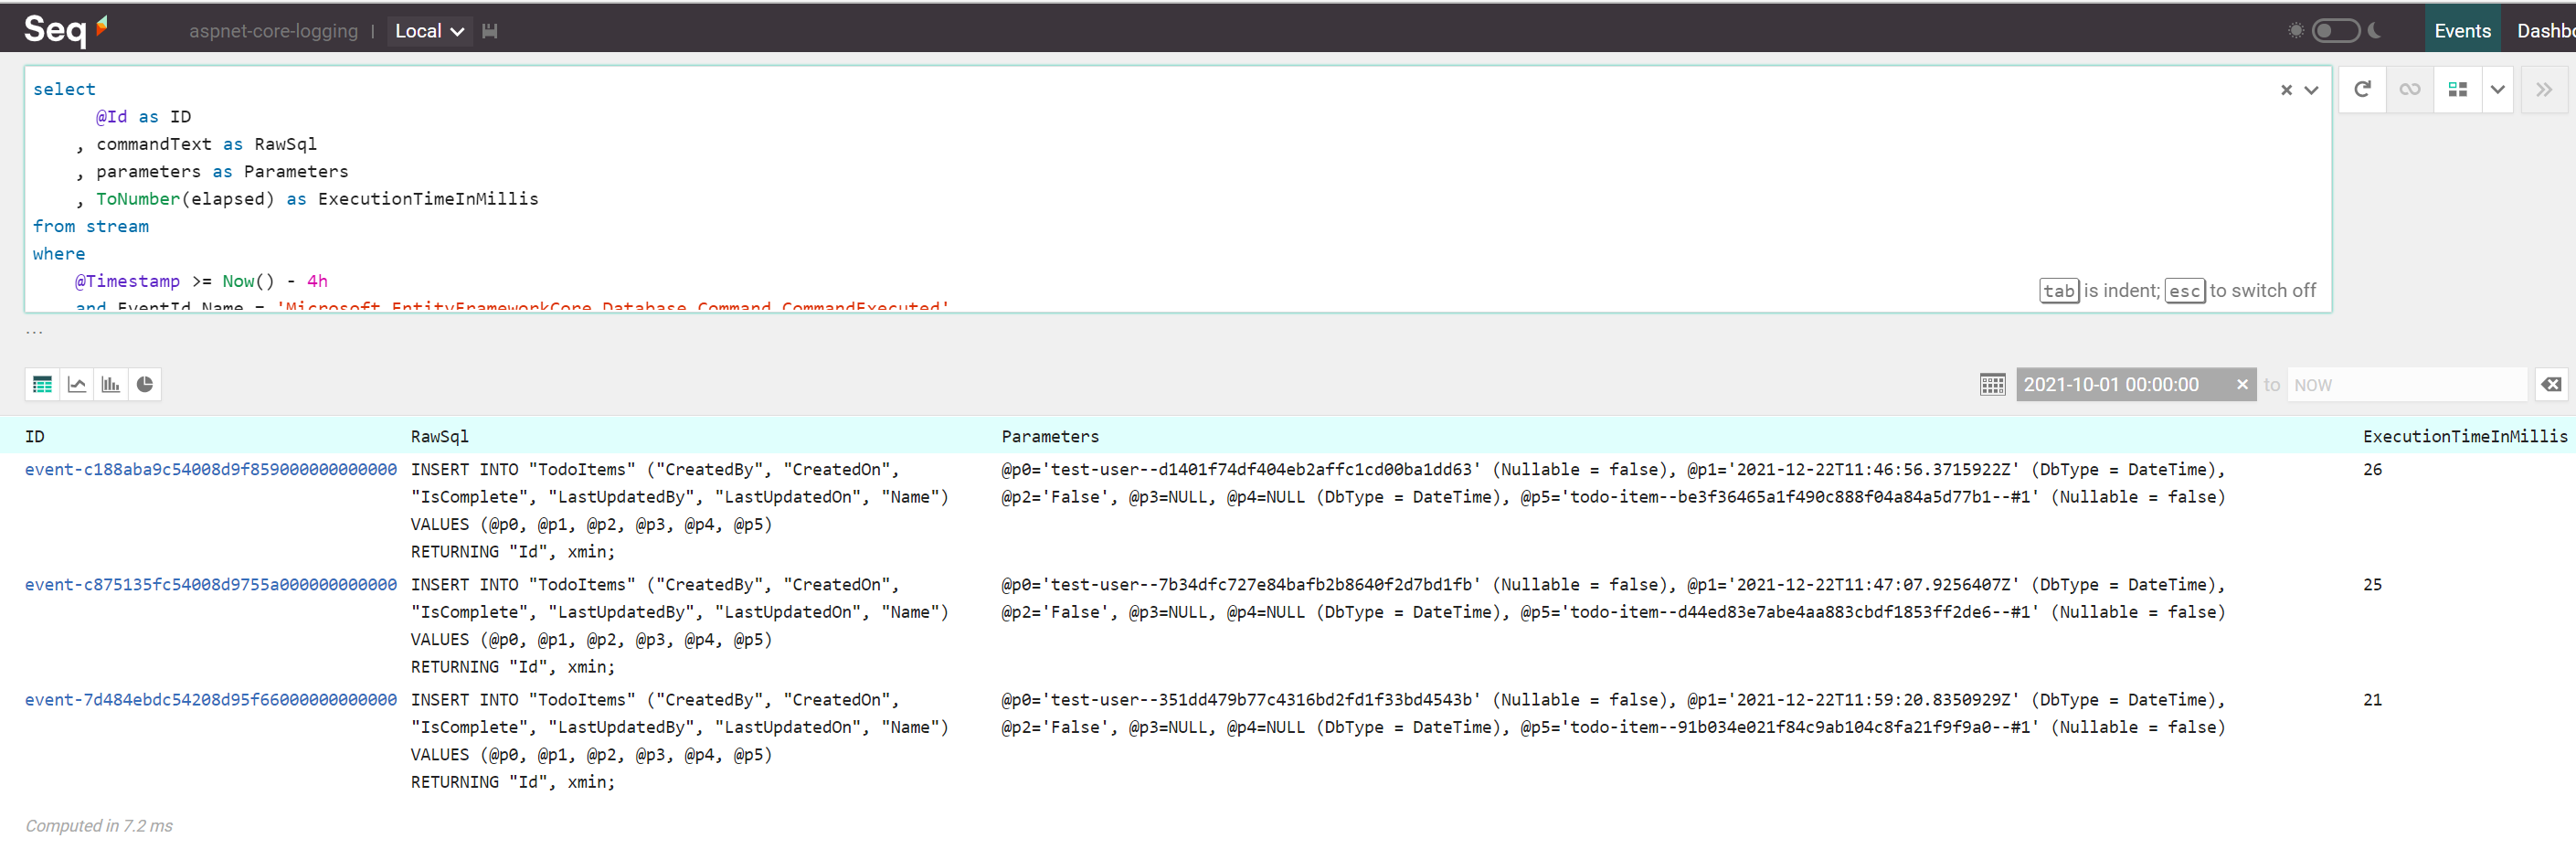 Seq
aspnet-core-logging | Local
Events Dashbo
select
@Id as ID
, commandText as RawSql
, parameters as Parameters
, ToNumber(elapsed) as ExecutionTimeInMillis
from stream
where
@Timestamp >= Now() - 4h
and EventId.Name = 'Microsoft.EntityFrameworkCore.Database.Command.CommandExecuted'
tab is indent; esc to switch off
...
2021-10-01 00:00:00 × to NOW
ID RawSql Parameters ExecutionTimeInMillis
event-c188aba9c54008d9f859000000000000 INSERT INTO "TodoItems" ("CreatedBy", "CreatedOn", @p0='test-user--d1401f74df404eb2affc1cd00ba1dd63' (Nullable = false), @p1='2021-12-22T11:46:56.3715922Z' (DbType = DateTime), 26
"IsComplete", "LastUpdatedBy", "LastUpdatedOn", "Name") @p2='False', @p3=NULL, @p4=NULL (DbType = DateTime), @p5='todo-item--be3f36465a1f490c888f04a84a5d77b1--#1' (Nullable = false)
VALUES (@p0, @p1, @p2, @p3, @p4, @p5)
RETURNING "Id", xmin;
event-c875135fc54008d9755a000000000000 INSERT INTO "TodoItems" ("CreatedBy", "CreatedOn", @p0='test-user--7b34dfc727e84bafb2b8640f2d7bd1fb' (Nullable = false), @p1='2021-12-22T11:47:07.9256407Z' (DbType = DateTime), 25
"IsComplete", "LastUpdatedBy", "LastUpdatedOn", "Name") @p2='False', @p3=NULL, @p4=NULL (DbType = DateTime), @p5='todo-item--d44ed83e7abe4aa883cbdf1853ff2de6--#1' (Nullable = false)
VALUES (@p0, @p1, @p2, @p3, @p4, @p5)
RETURNING "Id", xmin;
event-7d484ebdc54208d95f66000000000000 INSERT INTO "TodoItems" ("CreatedBy", "CreatedOn", @p0='test-user--351dd479b77c4316bd2fd1f33bd4543b' (Nullable = false), @p1='2021-12-22T11:59:20.8350929Z' (DbType = DateTime), 21
"IsComplete", "LastUpdatedBy", "LastUpdatedOn", "Name") @p2='False', @p3=NULL, @p4=NULL (DbType = DateTime), @p5='todo-item--91b034e021f84c9ab104c8fa21f9f9a0--#1' (Nullable = false)
VALUES (@p0, @p1, @p2, @p3, @p4, @p5)
RETURNING "Id", xmin;
Computed in 7.2 ms